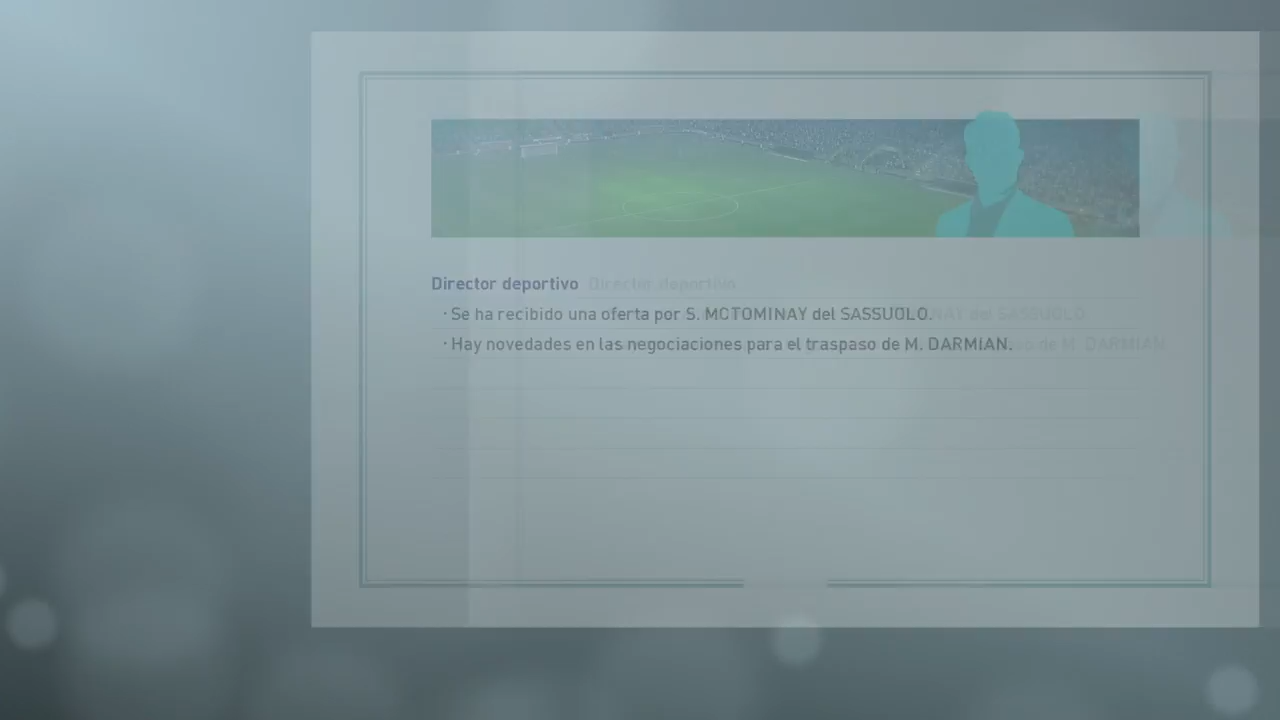 Director deportivo
· Se ha recibido una oferta por S. MCTOMINAY del SASSUOLO.
· Hay novedades en las negociaciones para el traspaso de M. DARMIAN.